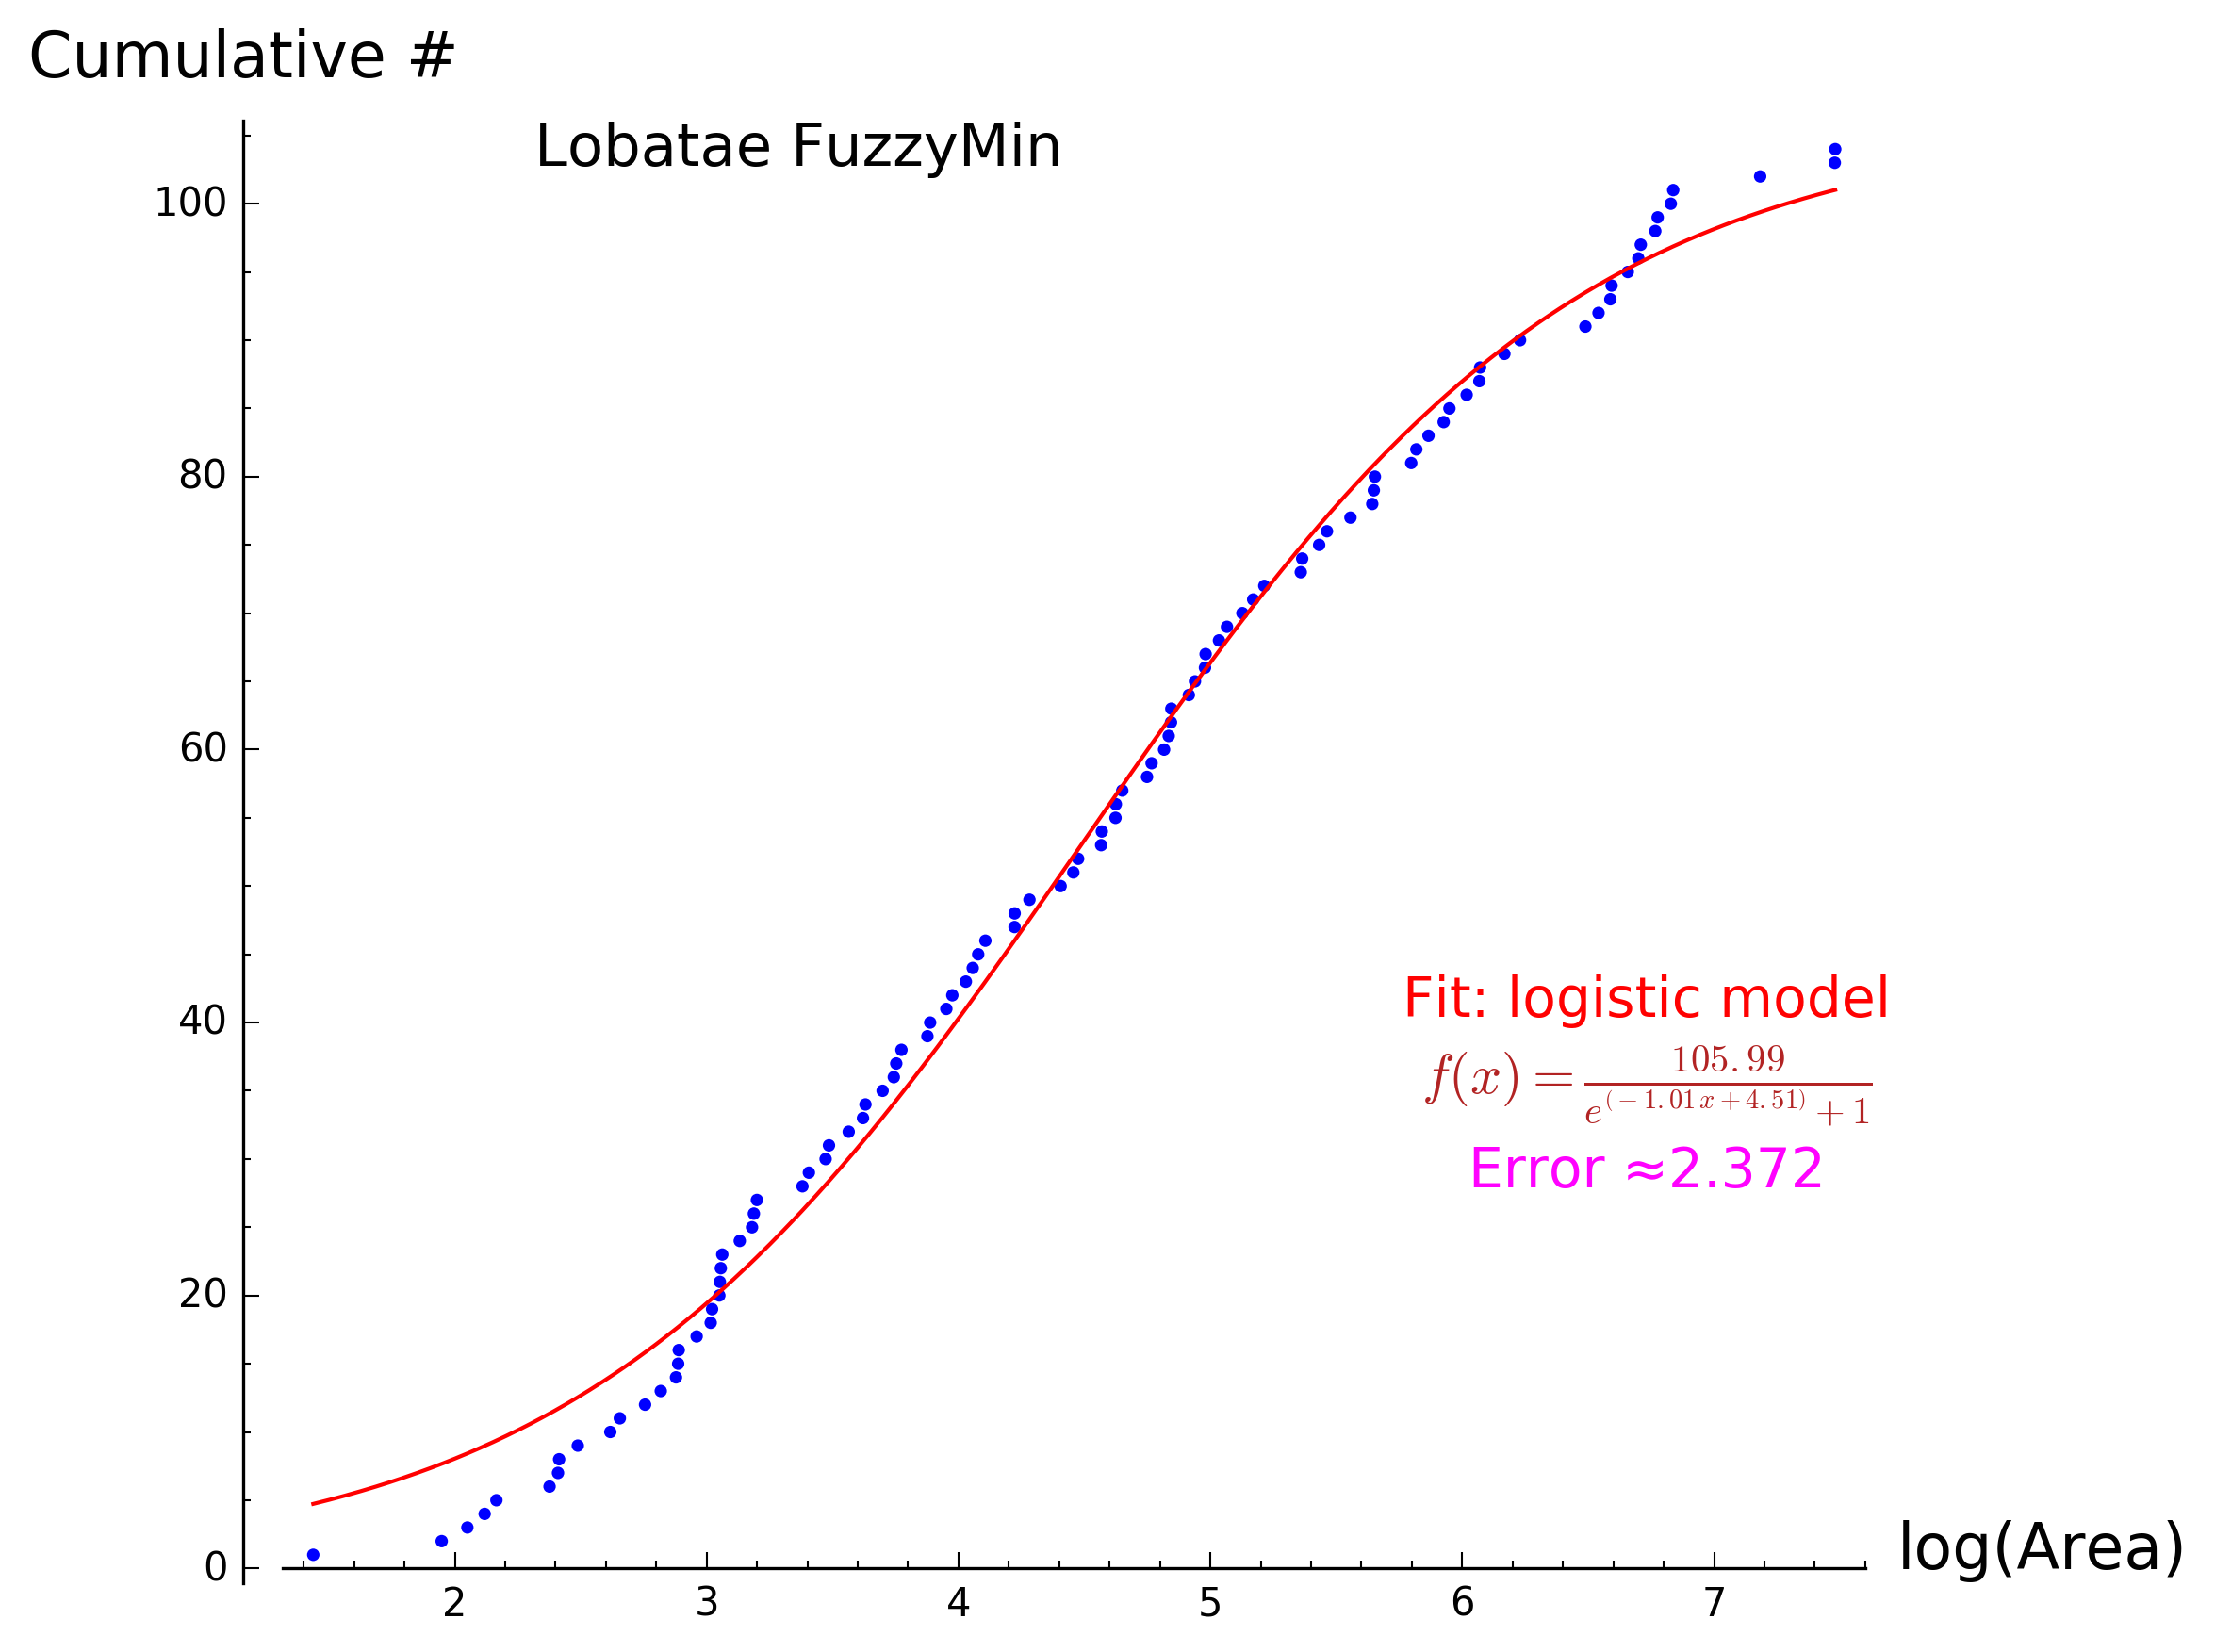 Cumulative #
Lobatae FuzzyMin
100
80
60
40
20
0
Fit: logistic model
f(x) = 105.99 / e^(−1.01x+4.51) + 1
Error ≈2.372
log(Area)
2 3 4 5 6 7